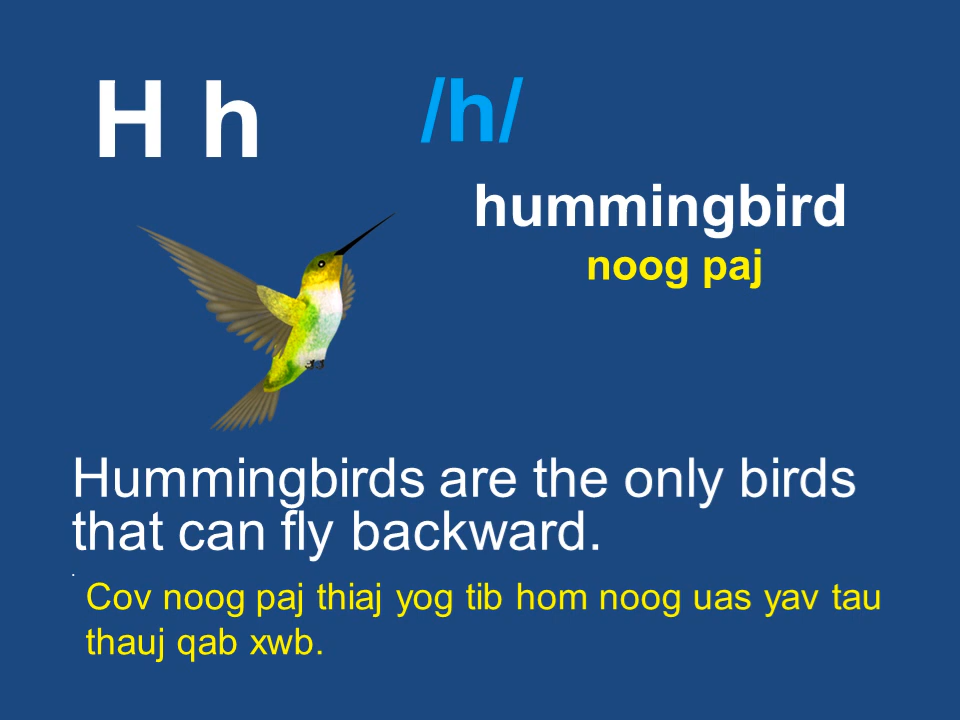 H h
/h/
hummingbird
noog paj
Hummingbirds are the only birds
that can fly backward.
.
Cov noog paj thiaj yog tib hom noog uas yav tau
thauj qab xwb.